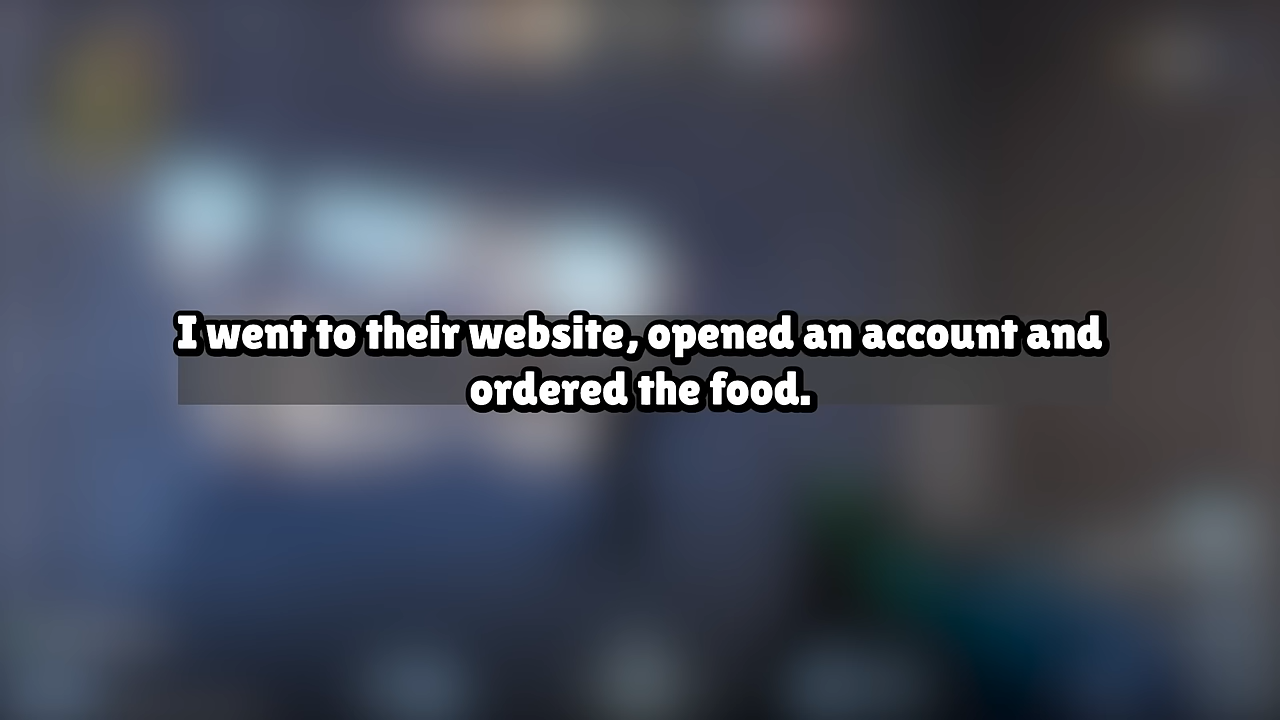 I went to their website, opened an account and
ordered the food.